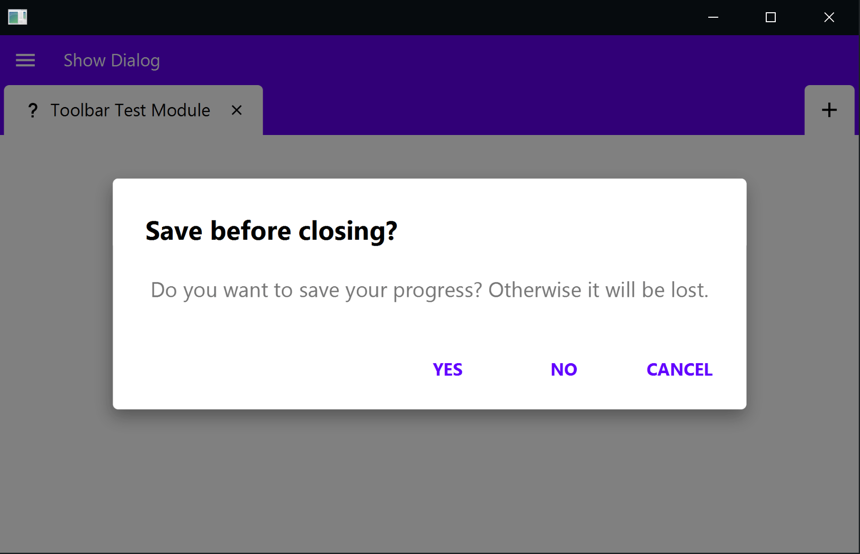 Show Dialog
? Toolbar Test Module
Save before closing?
Do you want to save your progress? Otherwise it will be lost.
YES NO CANCEL